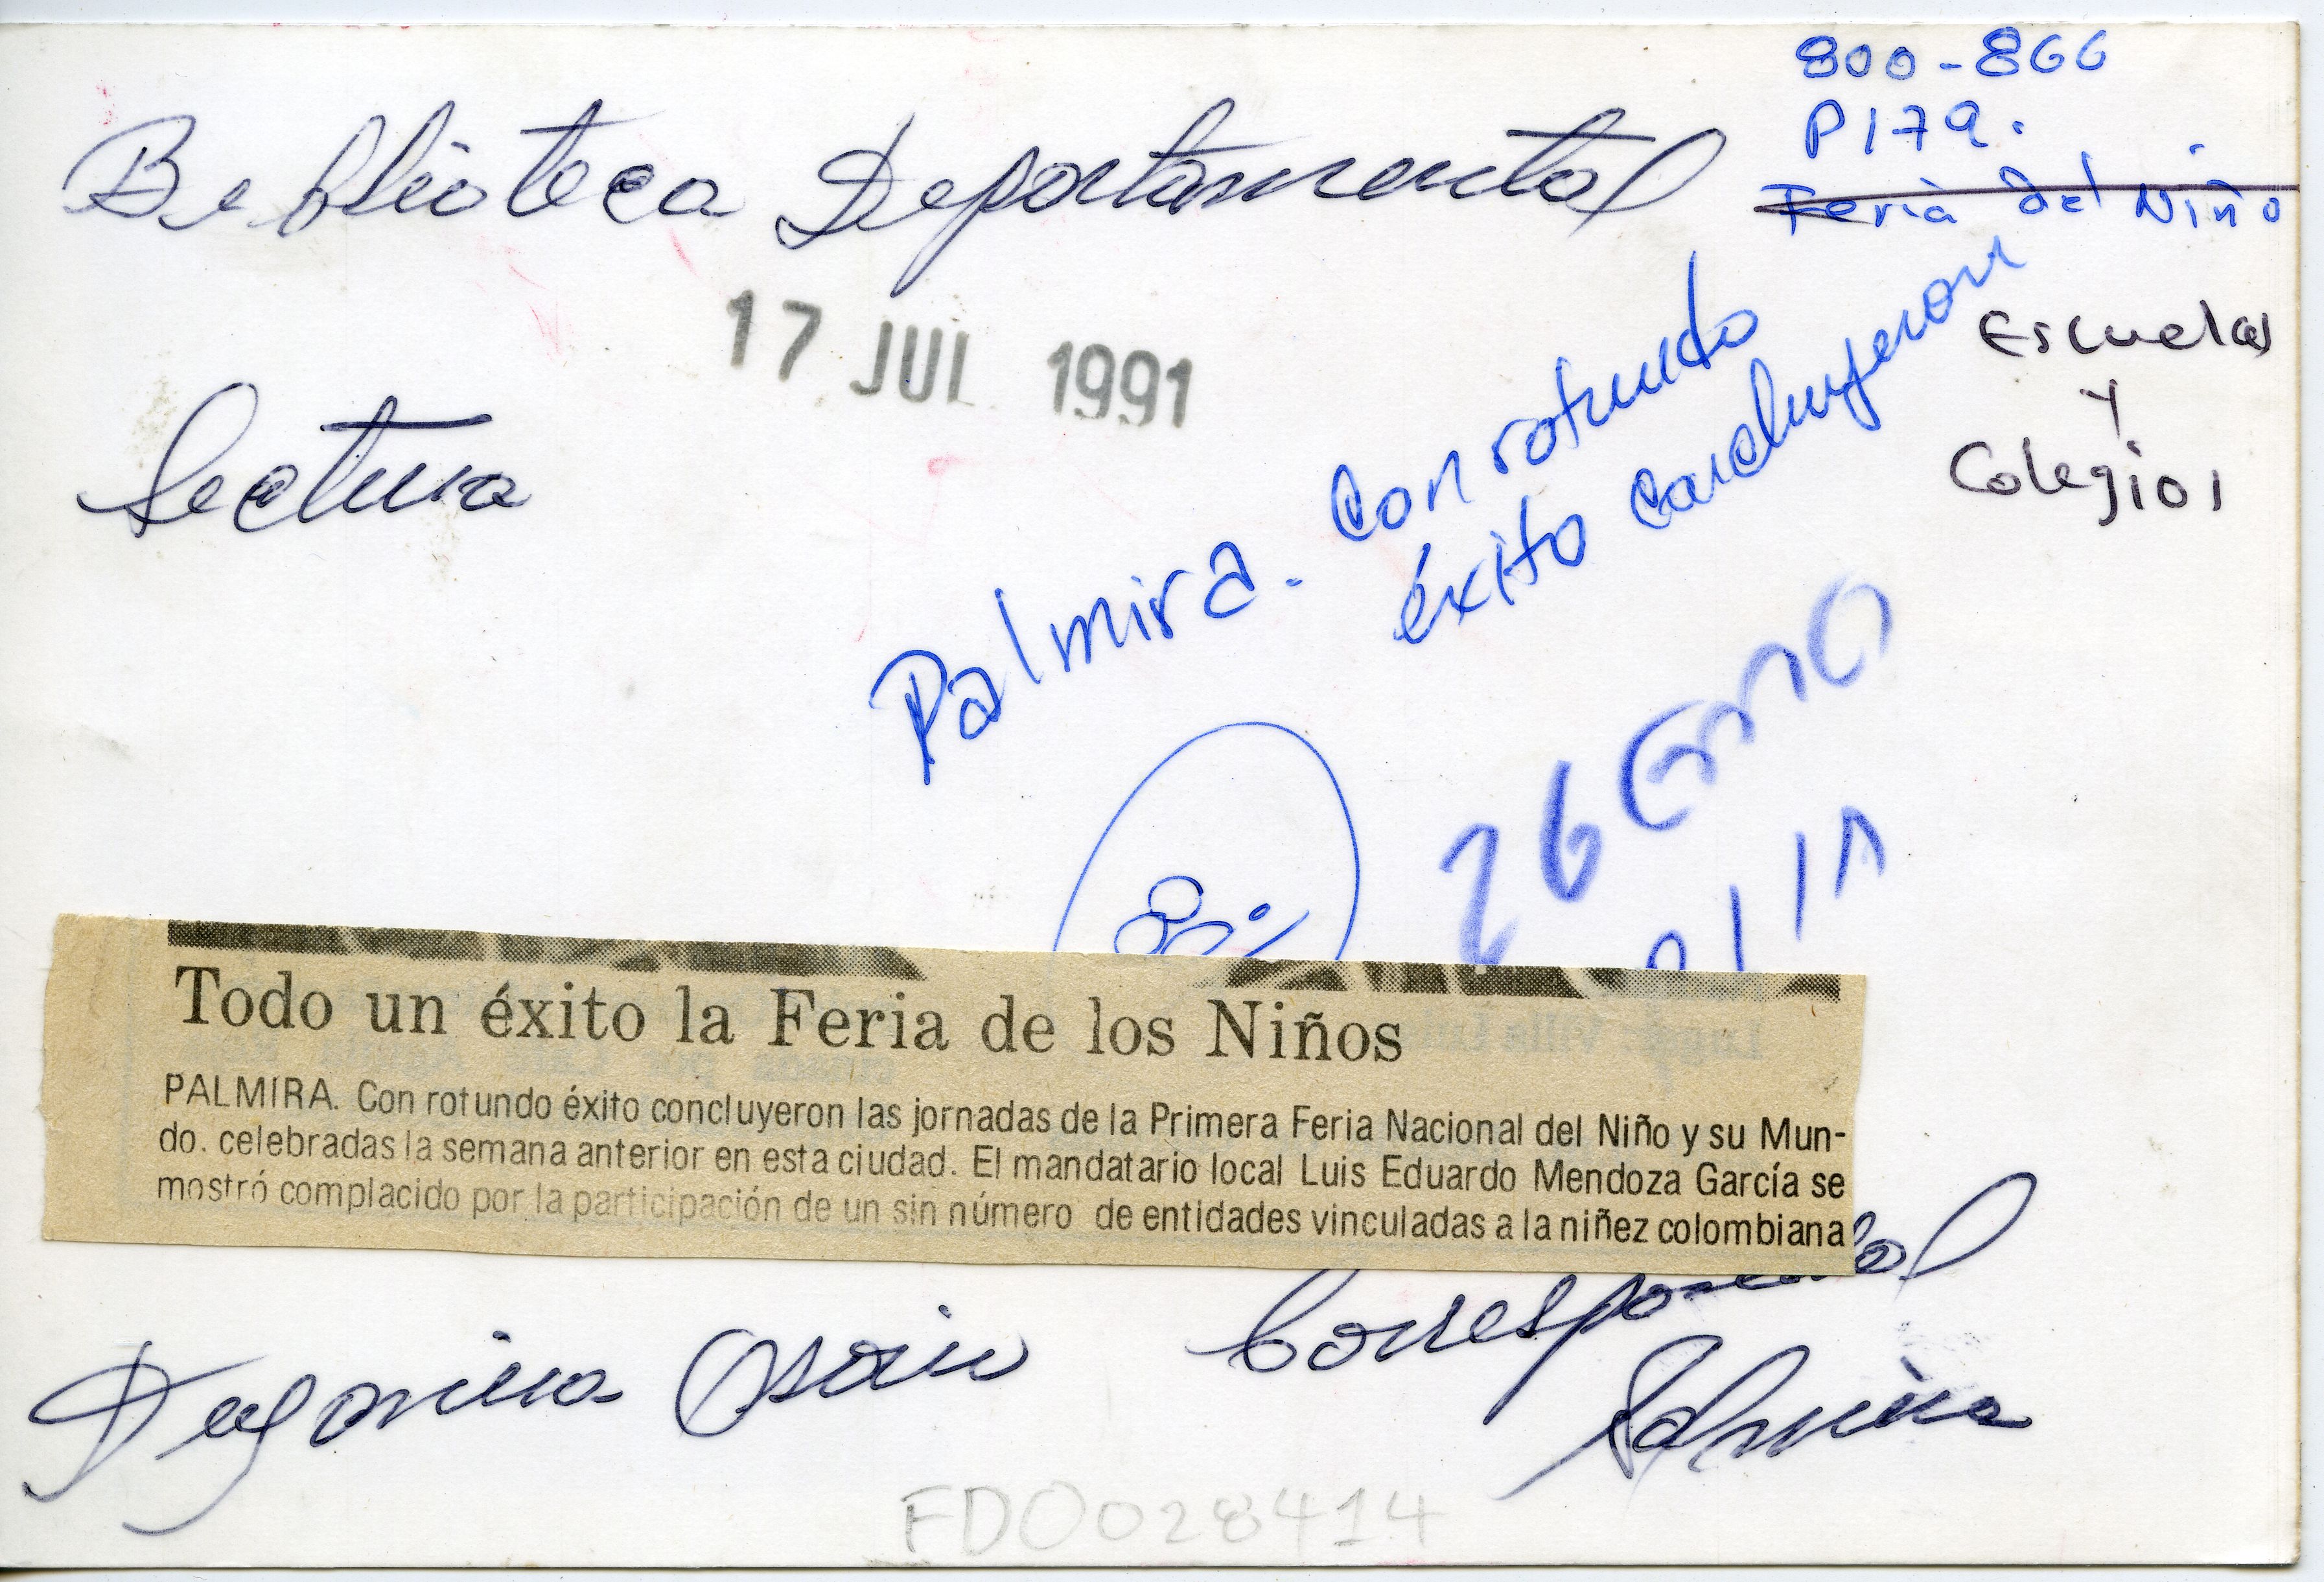 800-866
P179.
Feria del Niño
Biblioteca Departamental
17 JUL 1991
Escuelas
y
Colegios
Lectura
Palmira. Con rotundo
éxito concluyeron
26
Todo un éxito la Feria de los Niños
PALMIRA. Con rotundo éxito concluyeron las jornadas de la Primera Feria Nacional del Niño y su Mun-
do. celebradas la semana anterior en esta ciudad. El mandatario local Luis Eduardo Mendoza García se
mostró complacido por la participación de un sin número de entidades vinculadas a la niñez colombiana
Corresponsal
Palmira
FD0028414